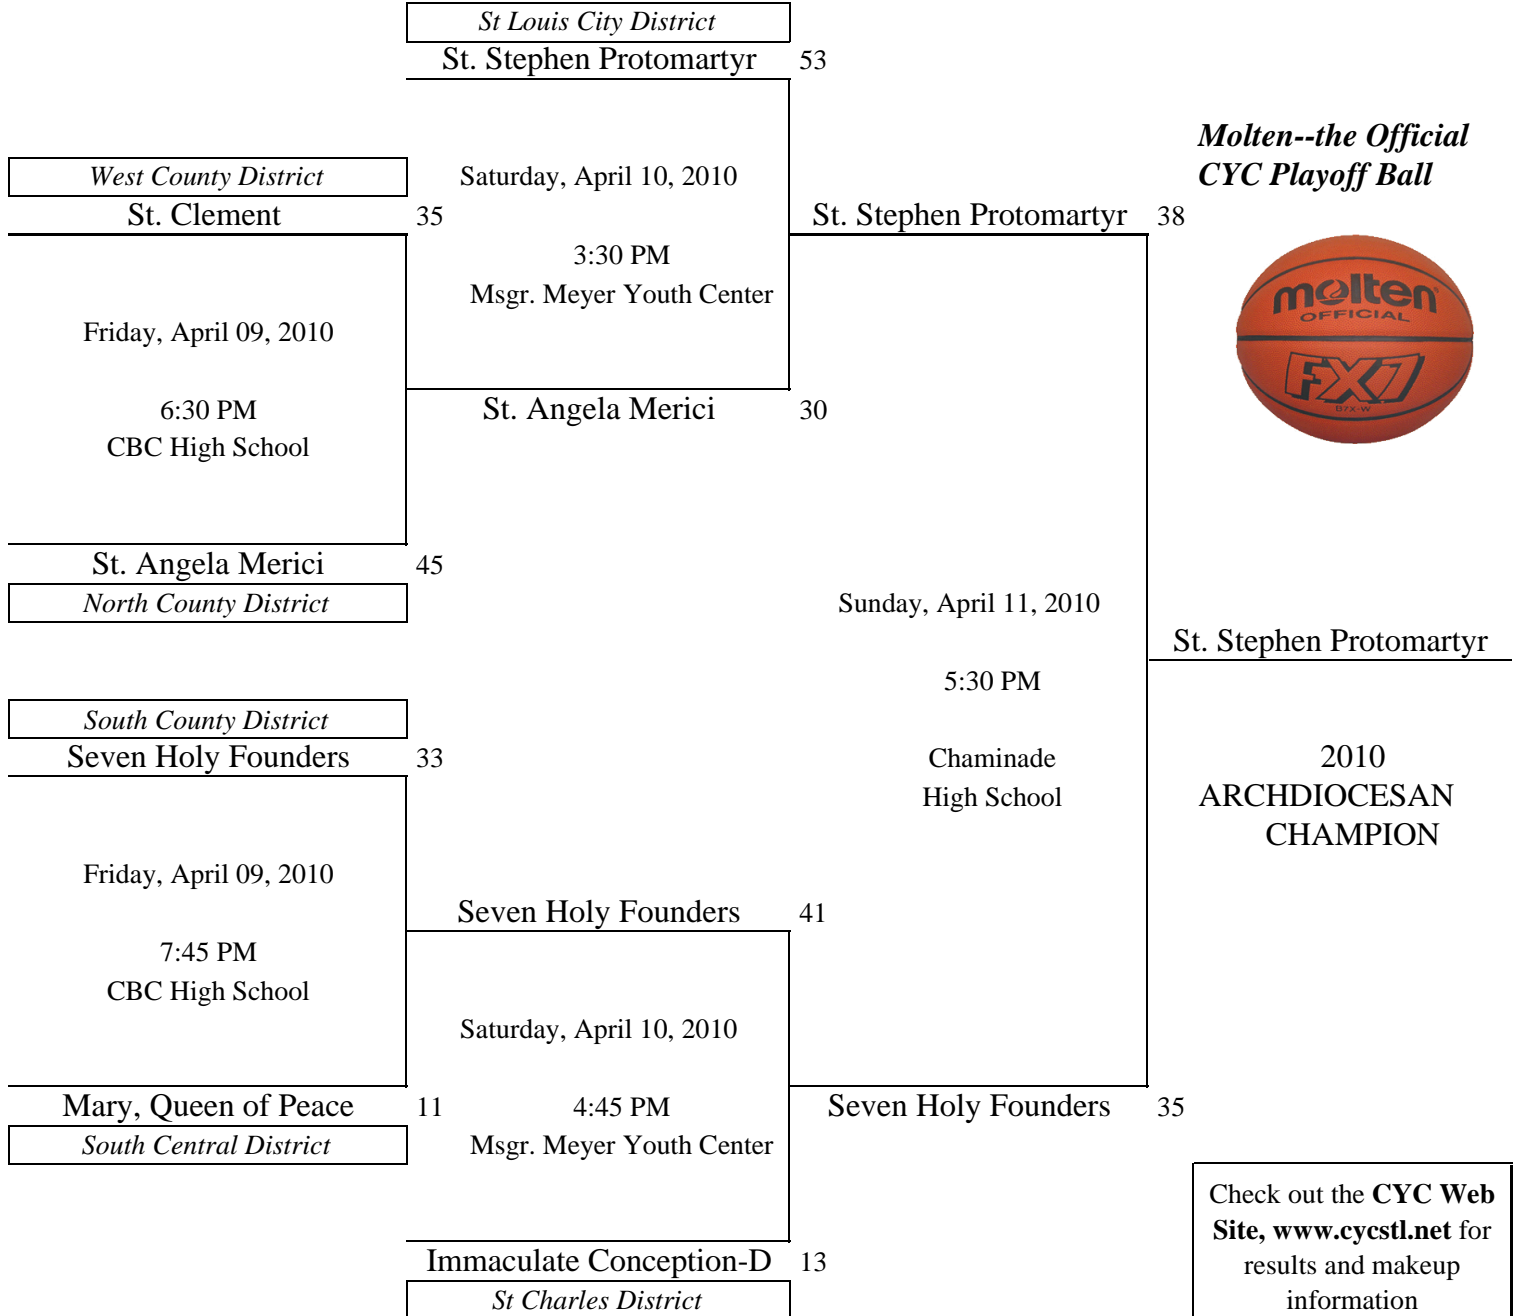 St Louis City District
St. Stephen Protomartyr 53
Molten--the Official
CYC Playoff Ball
West County District
Saturday, April 10, 2010
St. Clement 35
St. Stephen Protomartyr 38
3:30 PM
Msgr. Meyer Youth Center
molten
OFFICIAL
FX7
B7X-W
Friday, April 09, 2010
6:30 PM
CBC High School
St. Angela Merici 30
St. Angela Merici 45
North County District
Sunday, April 11, 2010
St. Stephen Protomartyr
5:30 PM
South County District
Seven Holy Founders 33
Chaminade
High School
2010
ARCHDIOCESAN
CHAMPION
Friday, April 09, 2010
Seven Holy Founders 41
7:45 PM
CBC High School
Saturday, April 10, 2010
Mary, Queen of Peace 11
4:45 PM
Seven Holy Founders 35
South Central District
Msgr. Meyer Youth Center
Check out the CYC Web
Site, www.cycstl.net for
results and makeup
information
Immaculate Conception-D 13
St Charles District